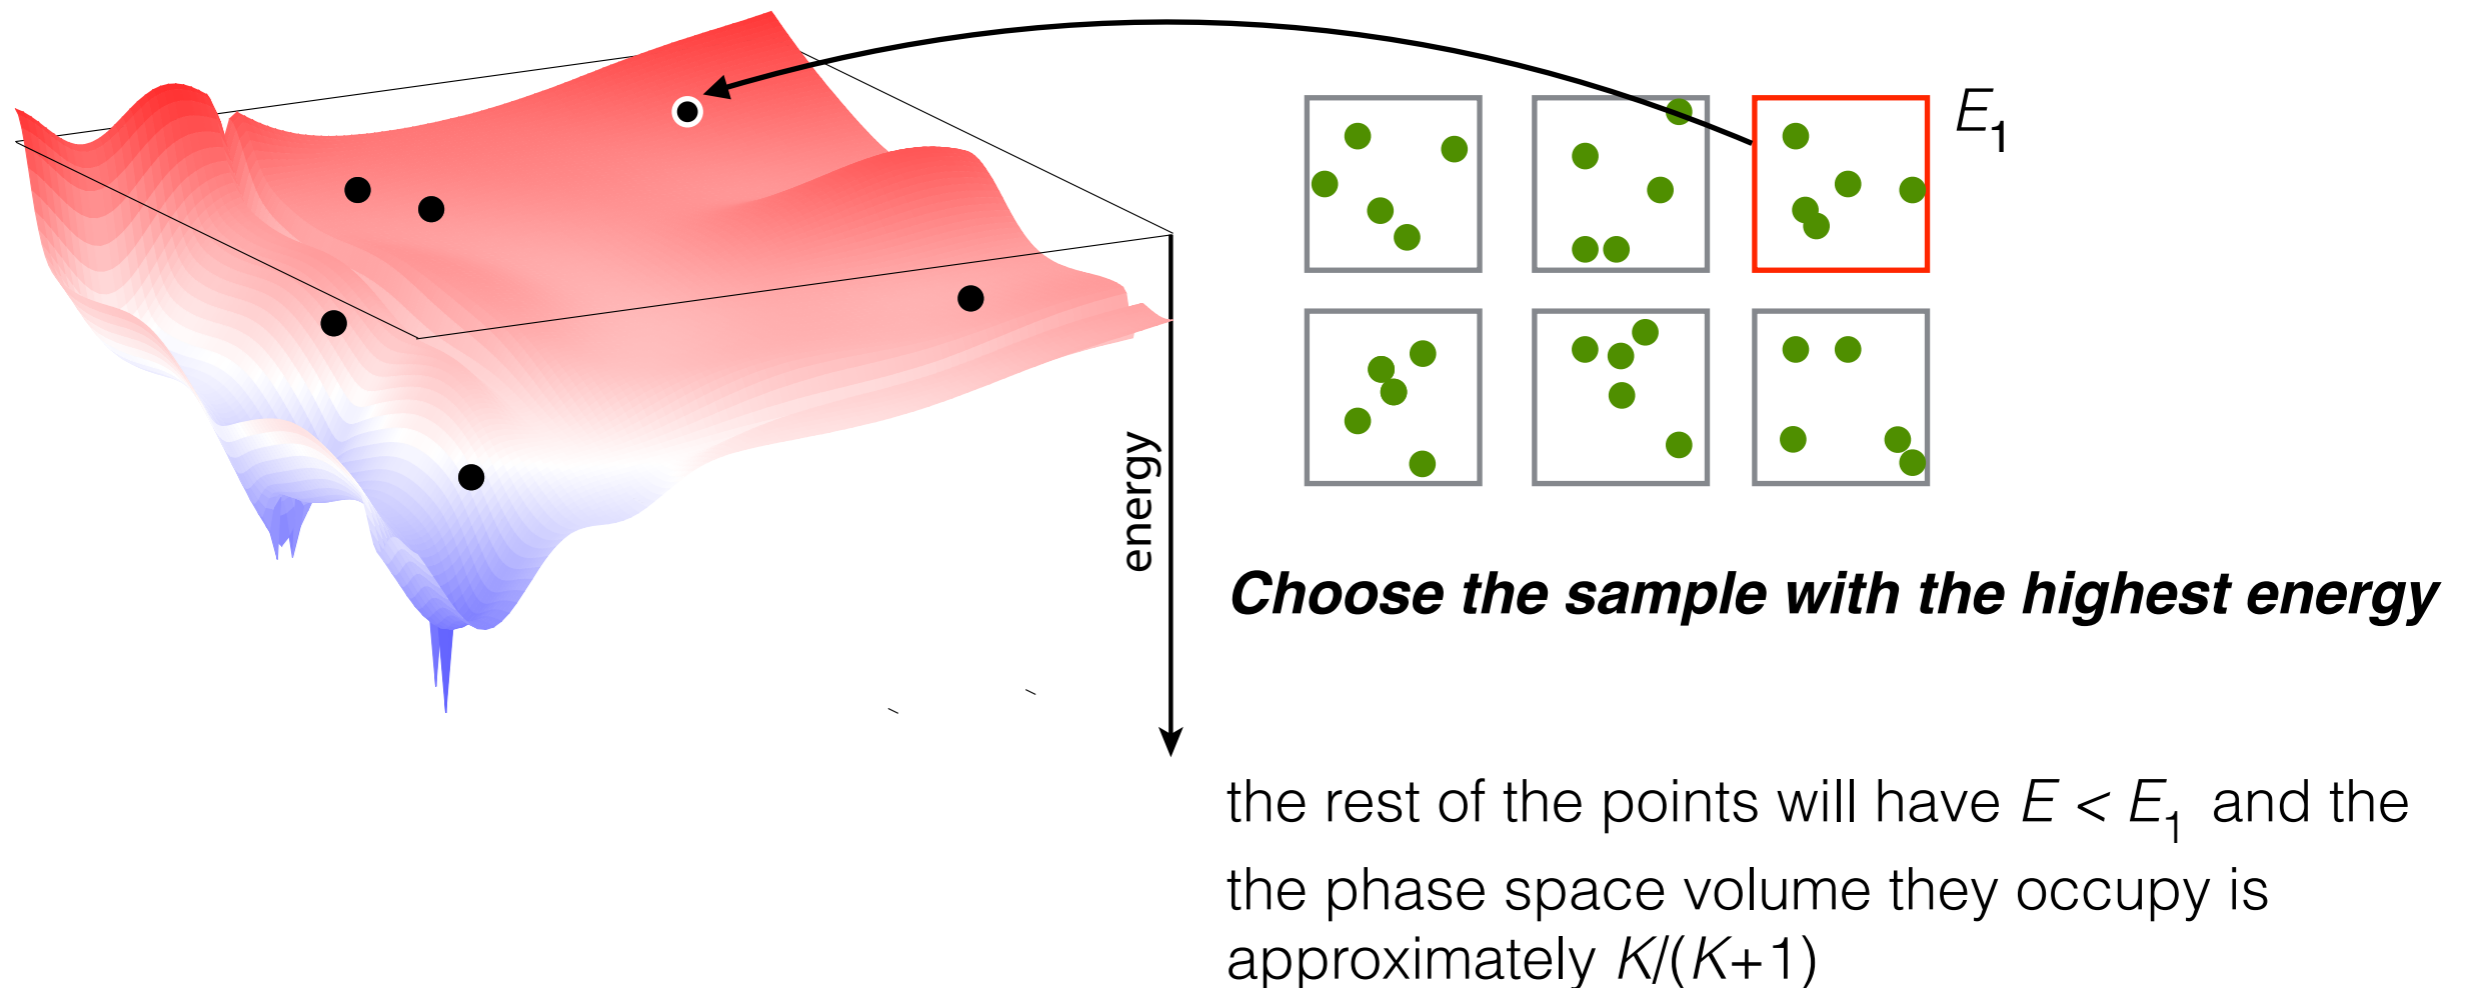 E₁
energy
Choose the sample with the highest energy
the rest of the points will have E < E₁ and the
the phase space volume they occupy is
approximately K/(K+1)